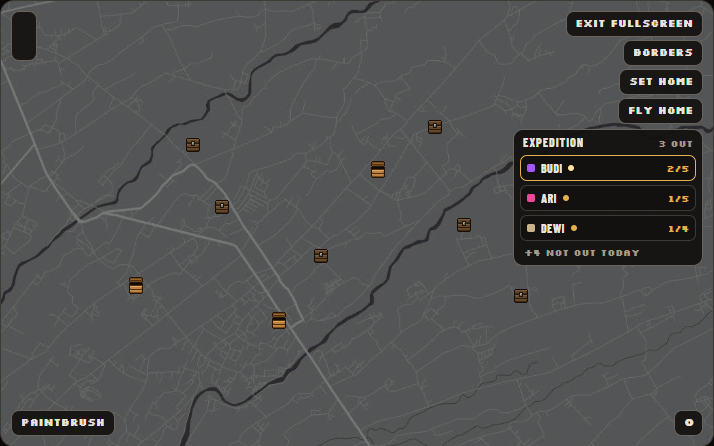 EXIT FULLSCREEN
BORDERS
SET HOME
FLY HOME
EXPEDITION 3 OUT
BUDI 2/5
ARI 1/5
DEWI 1/4
+4 NOT OUT TODAY
PAINTBRUSH
O